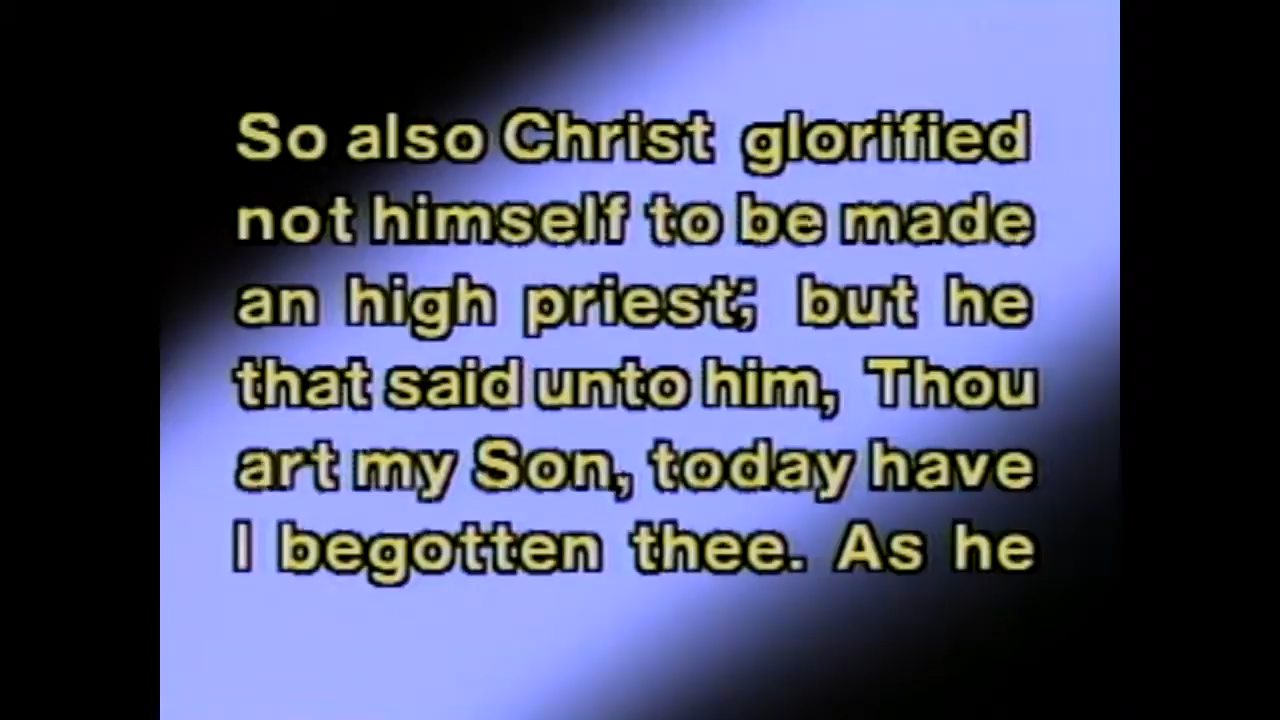 So also Christ glorified
not himself to be made
an high priest; but he
that said unto him, Thou
art my Son, today have
I begotten thee. As he